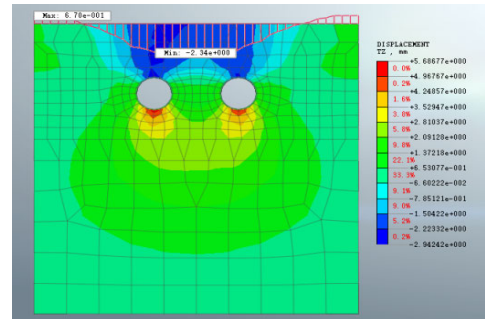 Max: 6.78e-001
Min: -2.34e+000
DISPLACEMENT
TZ , mm
+5.68677e+000
0.0%
+4.96767e+000
0.2%
+4.24857e+000
1.6%
+3.52947e+000
3.0%
+2.81037e+000
5.8%
+2.09128e+000
9.8%
+1.37218e+000
22.1%
+6.53077e-001
33.3%
-6.60222e-002
9.1%
-7.85121e-001
9.0%
-1.50422e+000
5.2%
-2.22332e+000
0.2%
-2.94242e+000